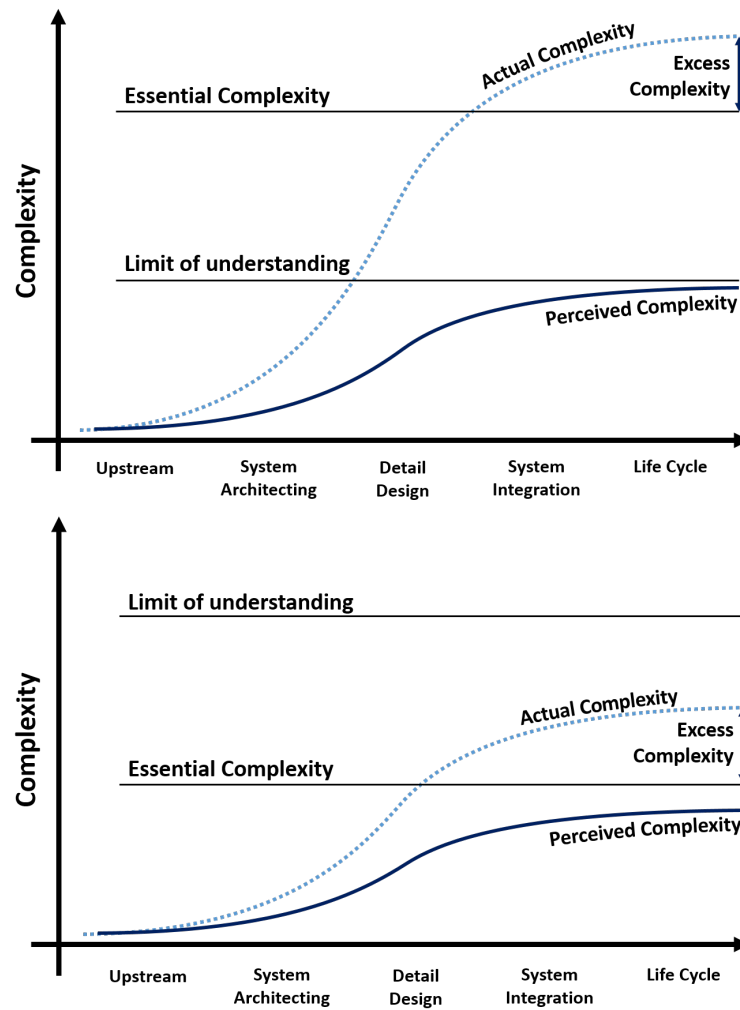 Actual Complexity
Excess
Complexity
Essential Complexity
Complexity
Limit of understanding
Perceived Complexity
Upstream
System
Architecting
Detail
Design
System
Integration
Life Cycle
Limit of understanding
Actual Complexity
Excess
Complexity
Complexity
Essential Complexity
Perceived Complexity
Upstream
System
Architecting
Detail
Design
System
Integration
Life Cycle